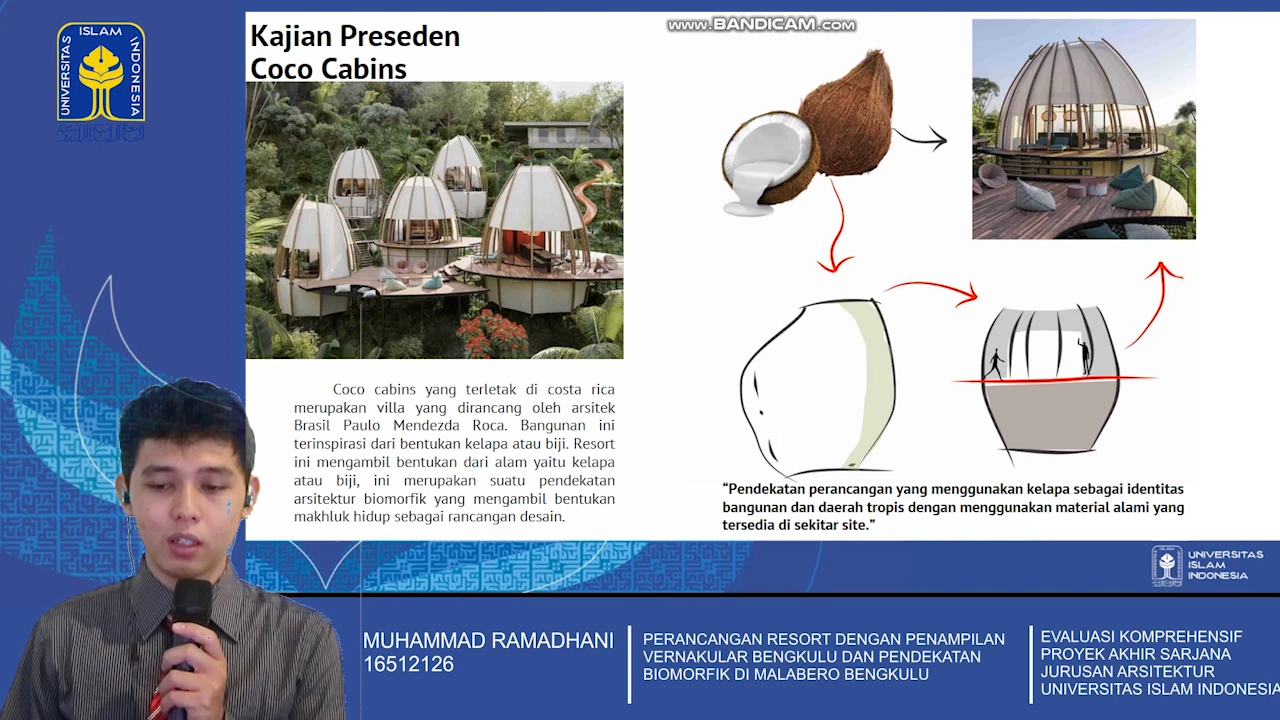 UNIVERSITAS ISLAM INDONESIA
Kajian Preseden
Coco Cabins
www.BANDICAM.com
Coco cabins yang terletak di costa rica
merupakan villa yang dirancang oleh arsitek
Brasil Paulo Mendezda Roca. Bangunan ini
terinspirasi dari bentukan kelapa atau biji. Resort
ini mengambil bentukan dari alam yaitu kelapa
atau biji, ini merupakan suatu pendekatan
arsitektur biomorfik yang mengambil bentukan
makhluk hidup sebagai rancangan desain.
“Pendekatan perancangan yang menggunakan kelapa sebagai identitas
bangunan dan daerah tropis dengan menggunakan material alami yang
tersedia di sekitar site.”
UNIVERSITAS
ISLAM
INDONESIA
MUHAMMAD RAMADHANI
16512126
PERANCANGAN RESORT DENGAN PENAMPILAN
VERNAKULAR BENGKULU DAN PENDEKATAN
BIOMORFIK DI MALABERO BENGKULU
EVALUASI KOMPREHENSIF
PROYEK AKHIR SARJANA
JURUSAN ARSITEKTUR
UNIVERSITAS ISLAM INDONESIA